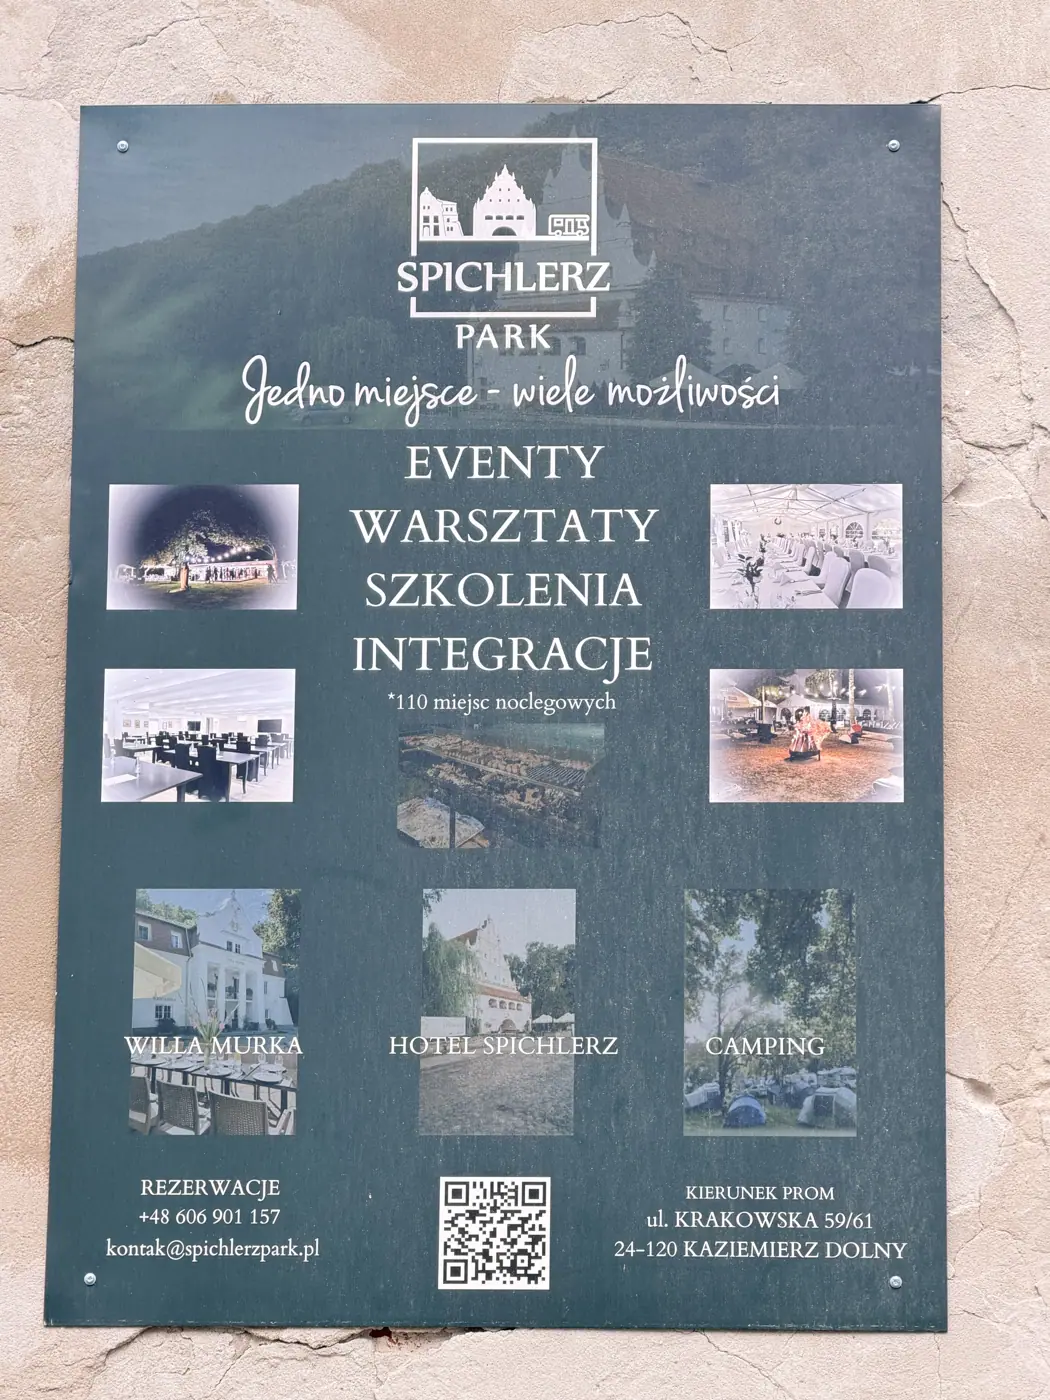 SPICHLERZ
PARK
Jedno miejsce - wiele możliwości
EVENTY
WARSZTATY
SZKOLENIA
INTEGRACJE
*110 miejsc noclegowych
WILLA MURKA
HOTEL SPICHLERZ
CAMPING
REZERWACJE
+48 606 901 157
kontak@spichlerzpark.pl
KIERUNEK PROM
ul. KRAKOWSKA 59/61
24-120 KAZIEMIERZ DOLNY